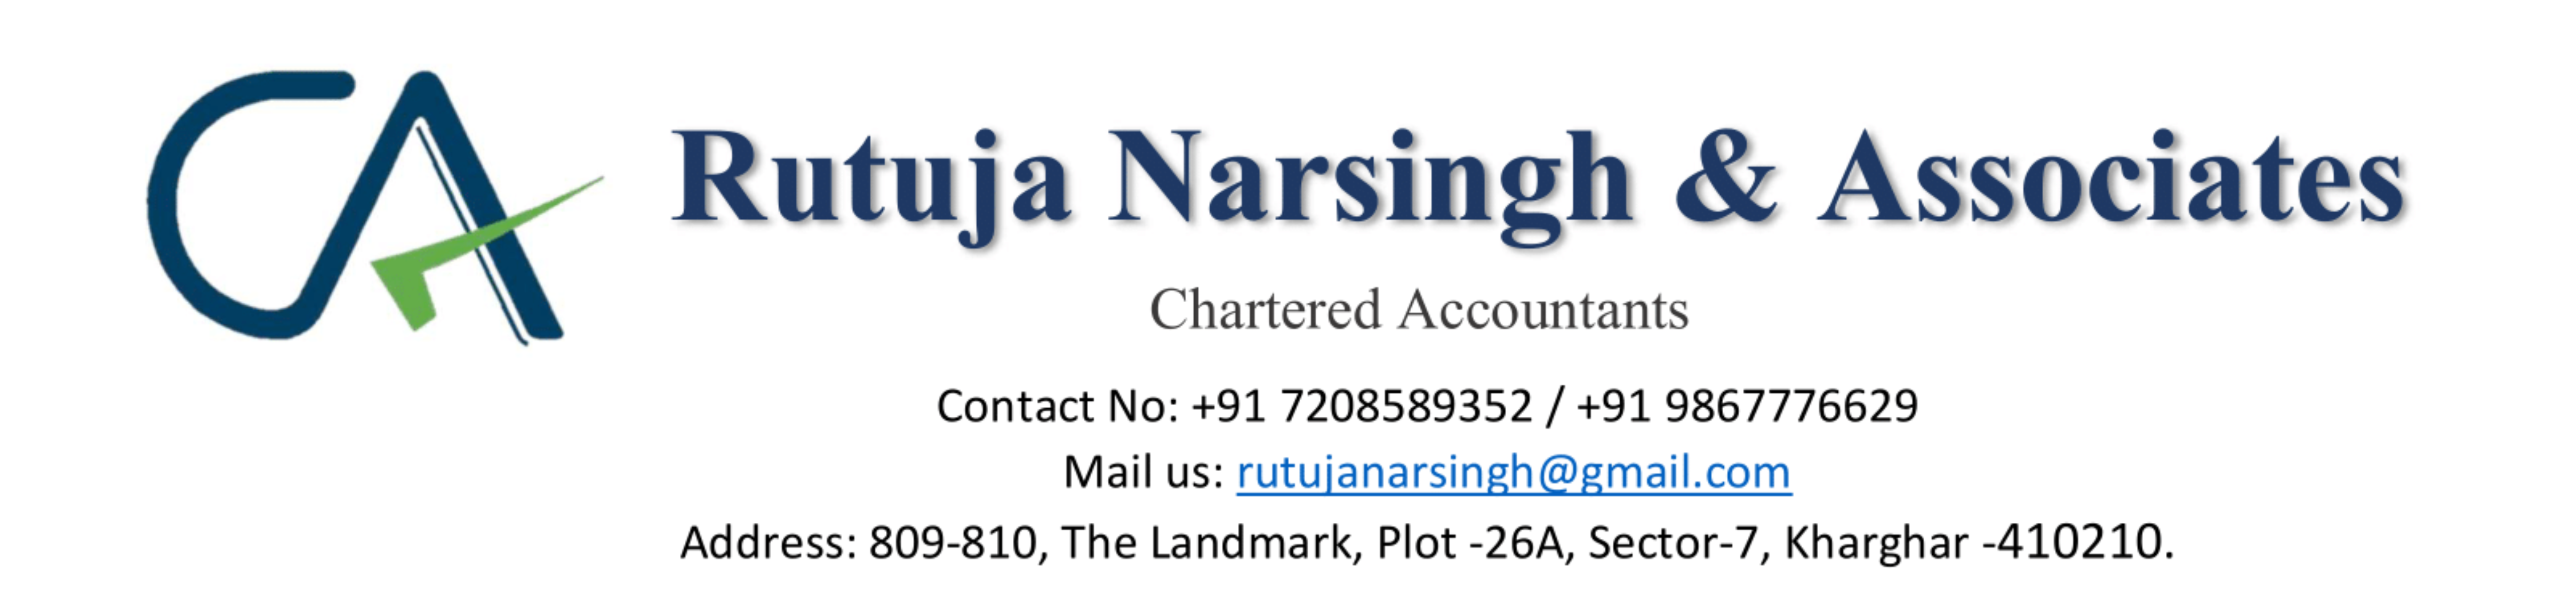 CA
Rutuja Narsingh & Associates
Chartered Accountants
Contact No: +91 7208589352 / +91 9867776629
Mail us: rutujanarsingh@gmail.com
Address: 809-810, The Landmark, Plot -26A, Sector-7, Kharghar -410210.